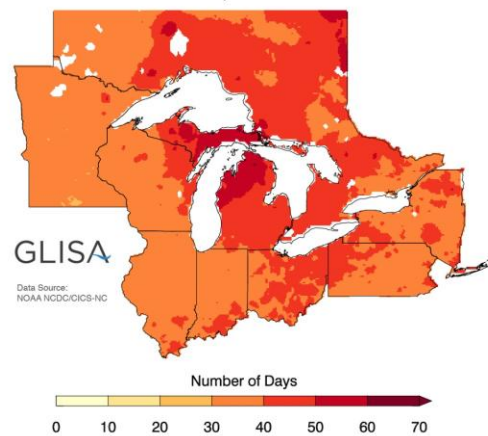 GLISA
Data Source:
NOAA NCDC/CICS-NC
Number of Days
0 10 20 30 40 50 60 70